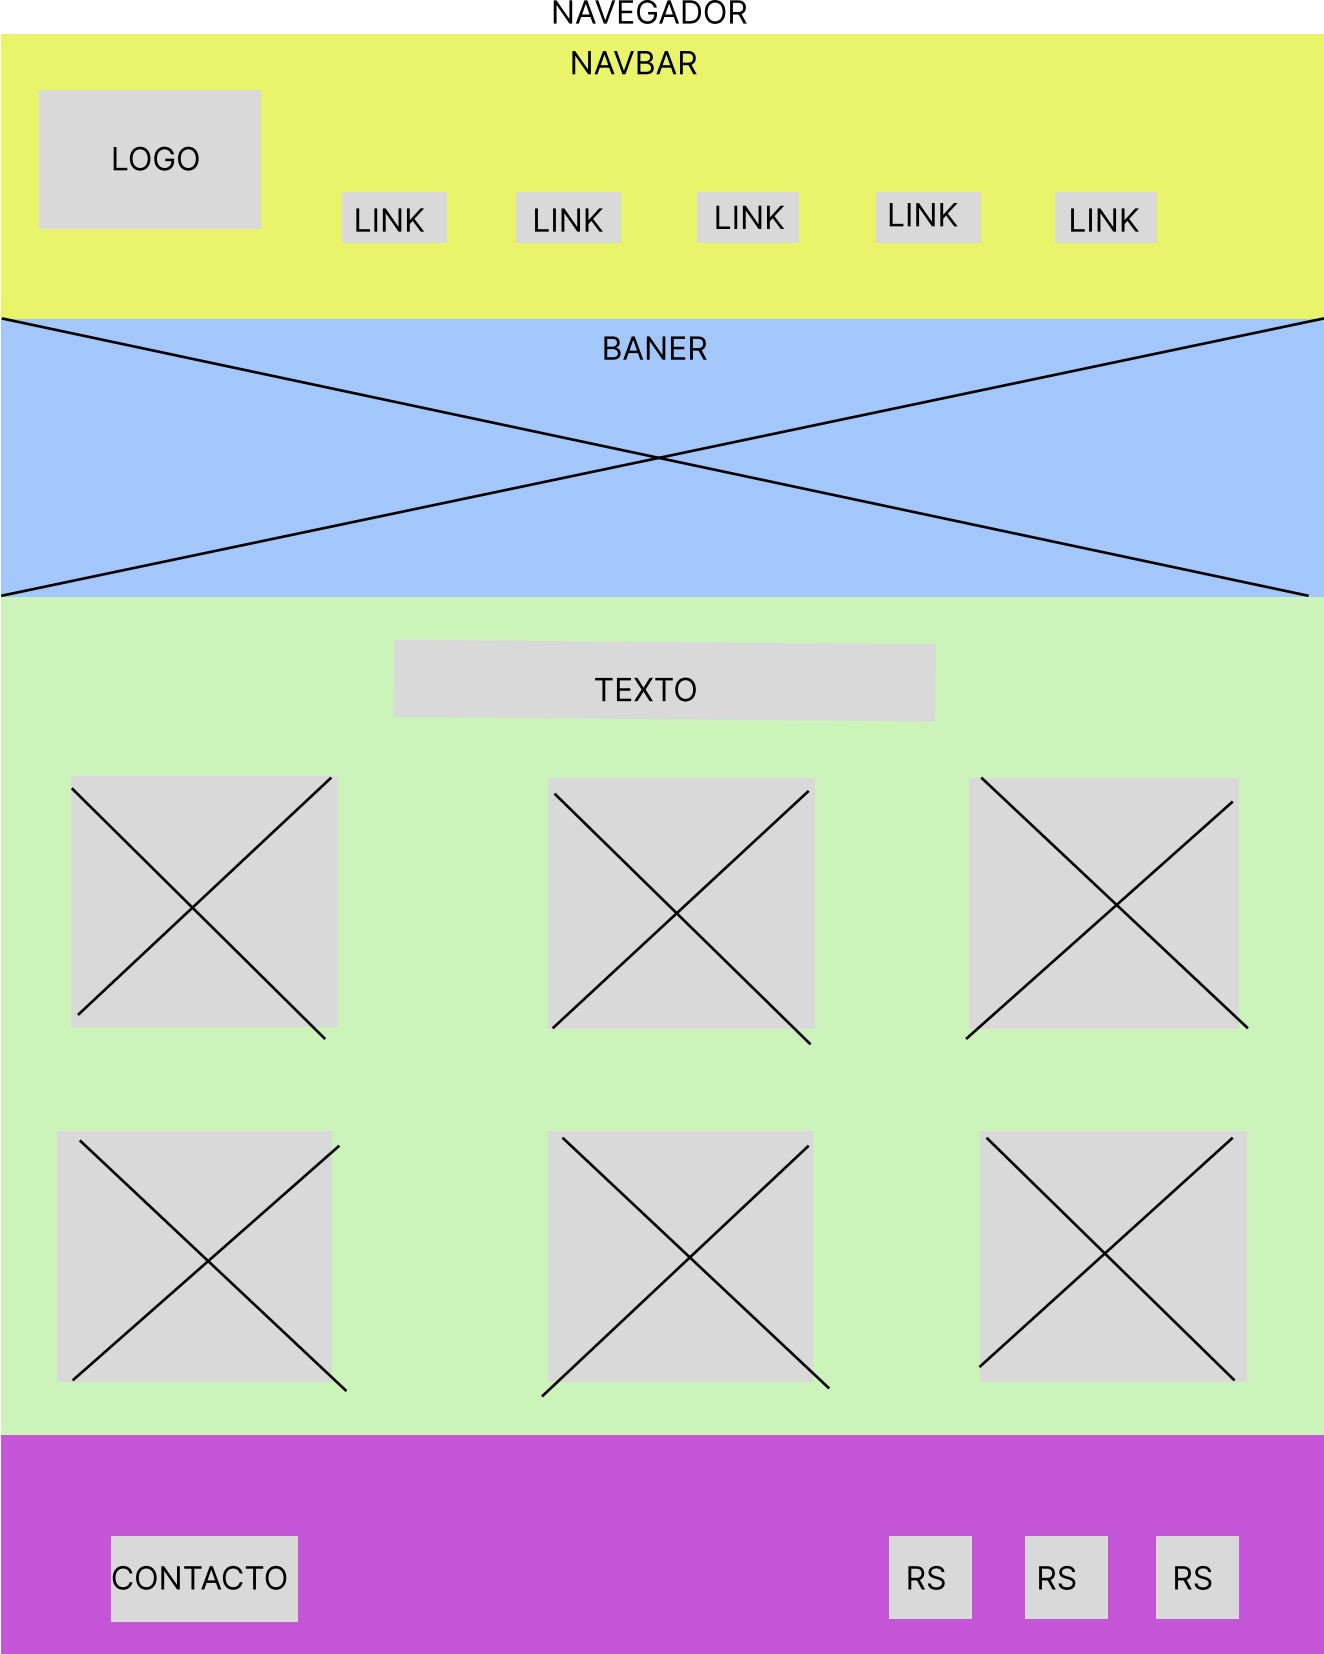 NAVEGADOR
NAVBAR
LOGO
LINK LINK LINK LINK LINK
BANER
TEXTO
CONTACTO RS RS RS